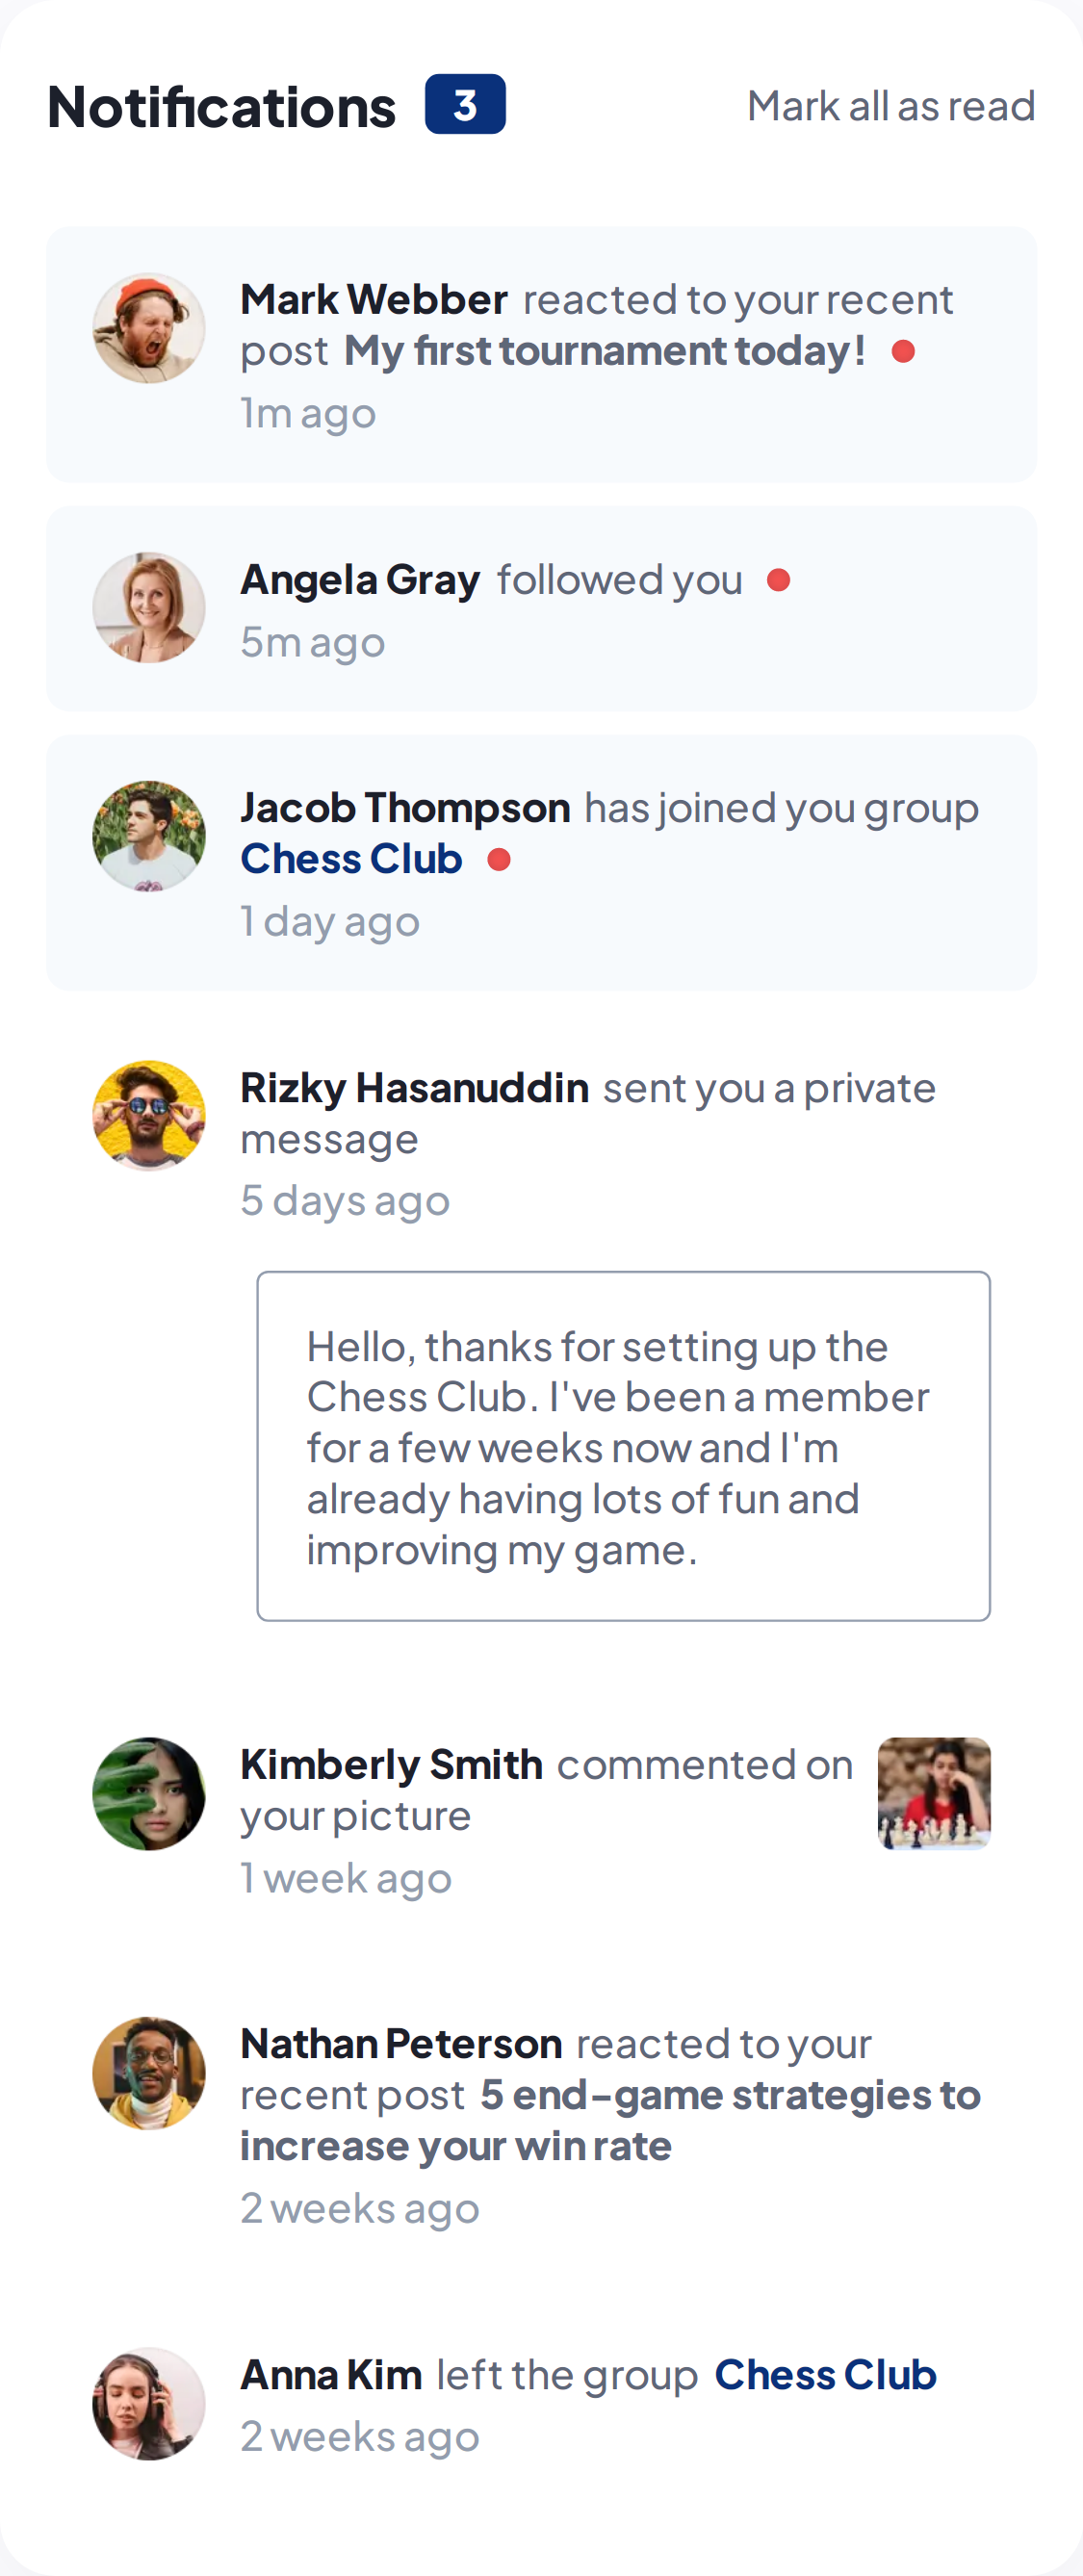 Notifications 3 Mark all as read
Mark Webber reacted to your recent
post My first tournament today!
1m ago
Angela Gray followed you
5m ago
Jacob Thompson has joined you group
Chess Club
1 day ago
Rizky Hasanuddin sent you a private
message
5 days ago
Hello, thanks for setting up the
Chess Club. I've been a member
for a few weeks now and I'm
already having lots of fun and
improving my game.
Kimberly Smith commented on
your picture
1 week ago
Nathan Peterson reacted to your
recent post 5 end-game strategies to
increase your win rate
2 weeks ago
Anna Kim left the group Chess Club
2 weeks ago